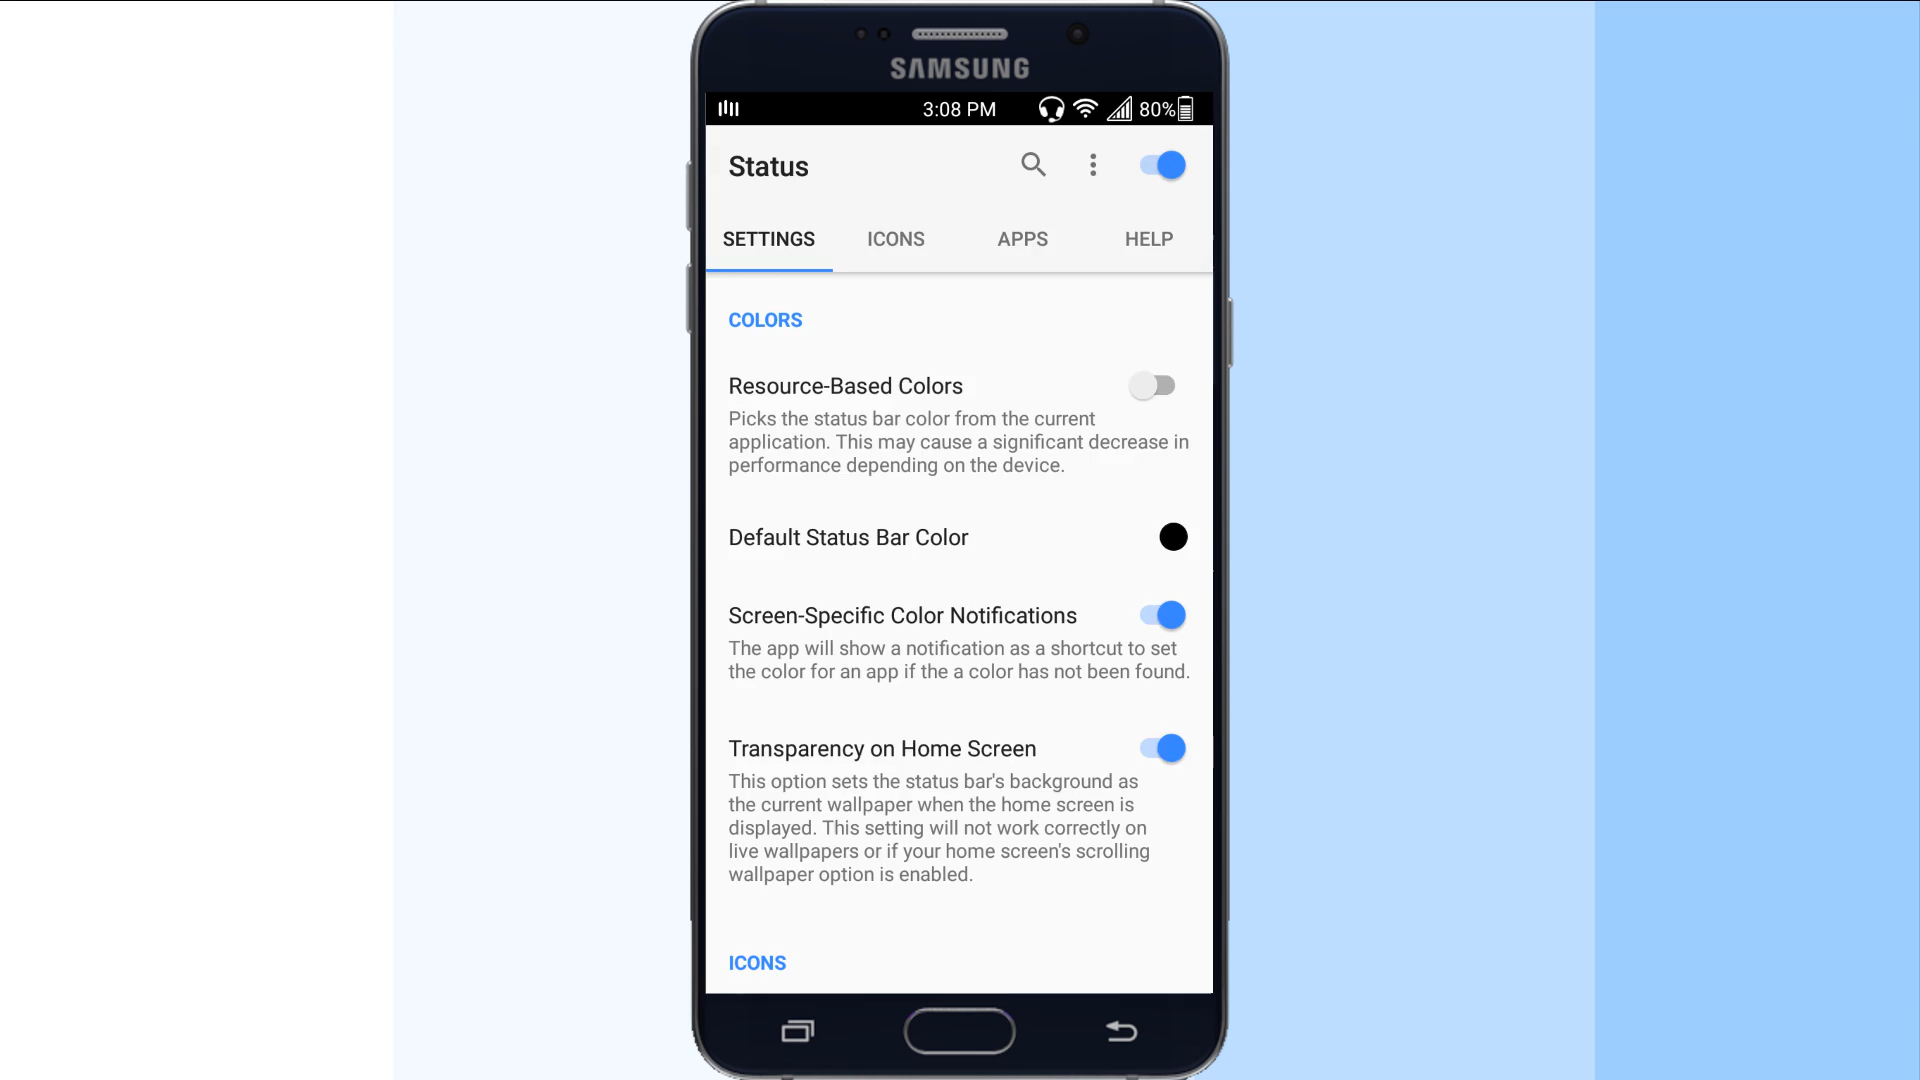 SAMSUNG
3:08 PM 80%
Status
SETTINGS ICONS APPS HELP
COLORS
Resource-Based Colors
Picks the status bar color from the current
application. This may cause a significant decrease in
performance depending on the device.
Default Status Bar Color
Screen-Specific Color Notifications
The app will show a notification as a shortcut to set
the color for an app if the a color has not been found.
Transparency on Home Screen
This option sets the status bar's background as
the current wallpaper when the home screen is
displayed. This setting will not work correctly on
live wallpapers or if your home screen's scrolling
wallpaper option is enabled.
ICONS